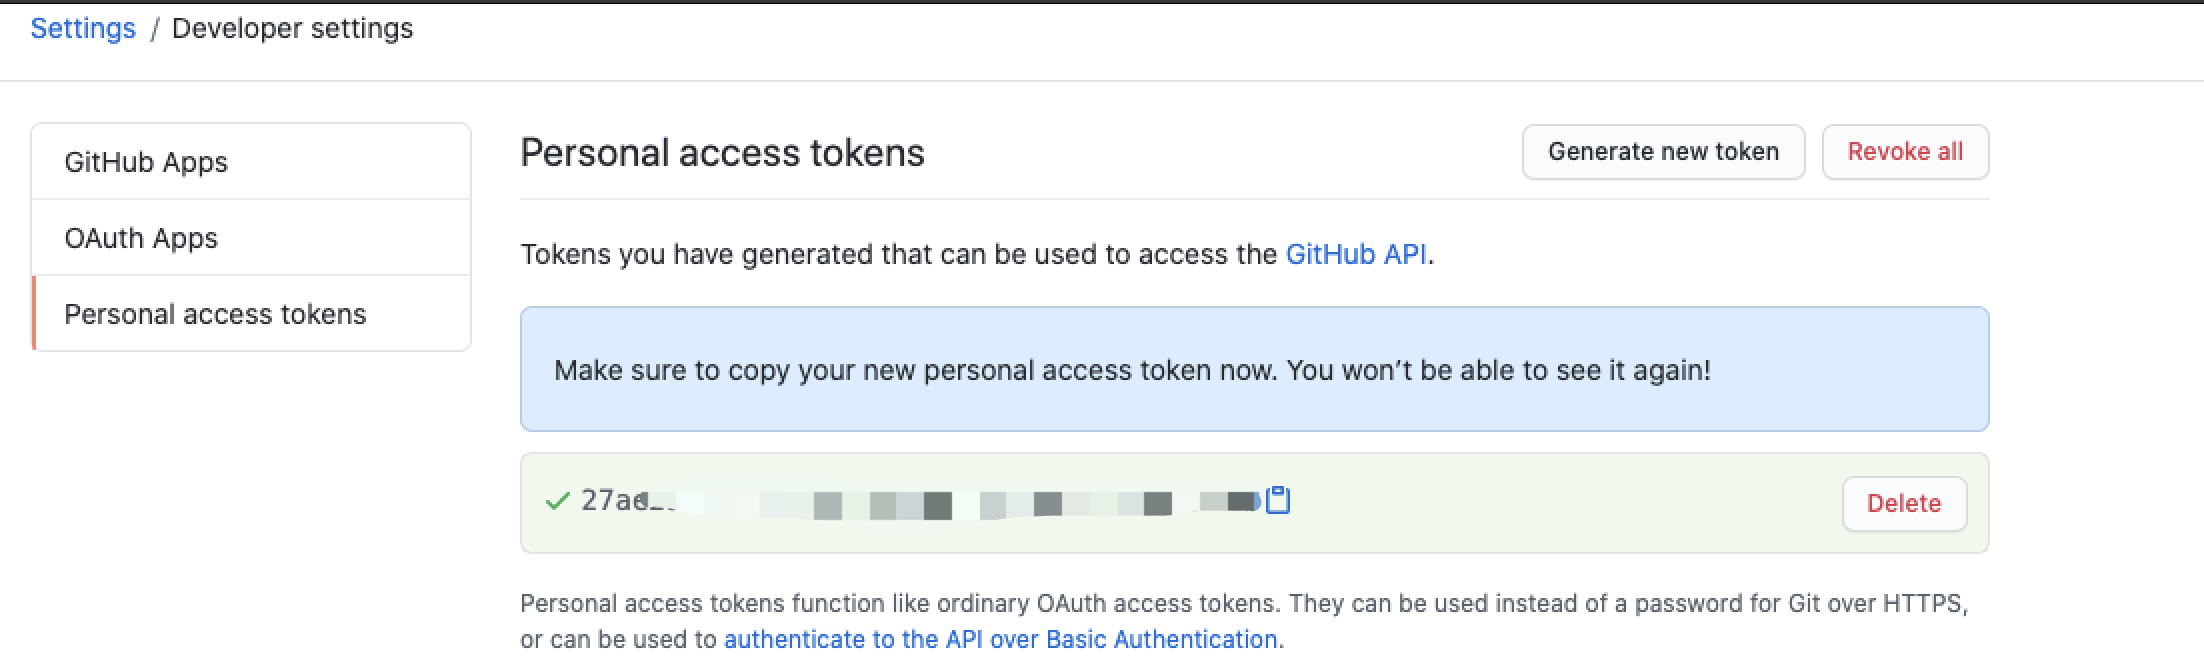 Settings / Developer settings
GitHub Apps
OAuth Apps
Personal access tokens
Personal access tokens
Generate new token
Revoke all
Tokens you have generated that can be used to access the GitHub API.
Make sure to copy your new personal access token now. You won’t be able to see it again!
Delete
Personal access tokens function like ordinary OAuth access tokens. They can be used instead of a password for Git over HTTPS,
or can be used to authenticate to the API over Basic Authentication.